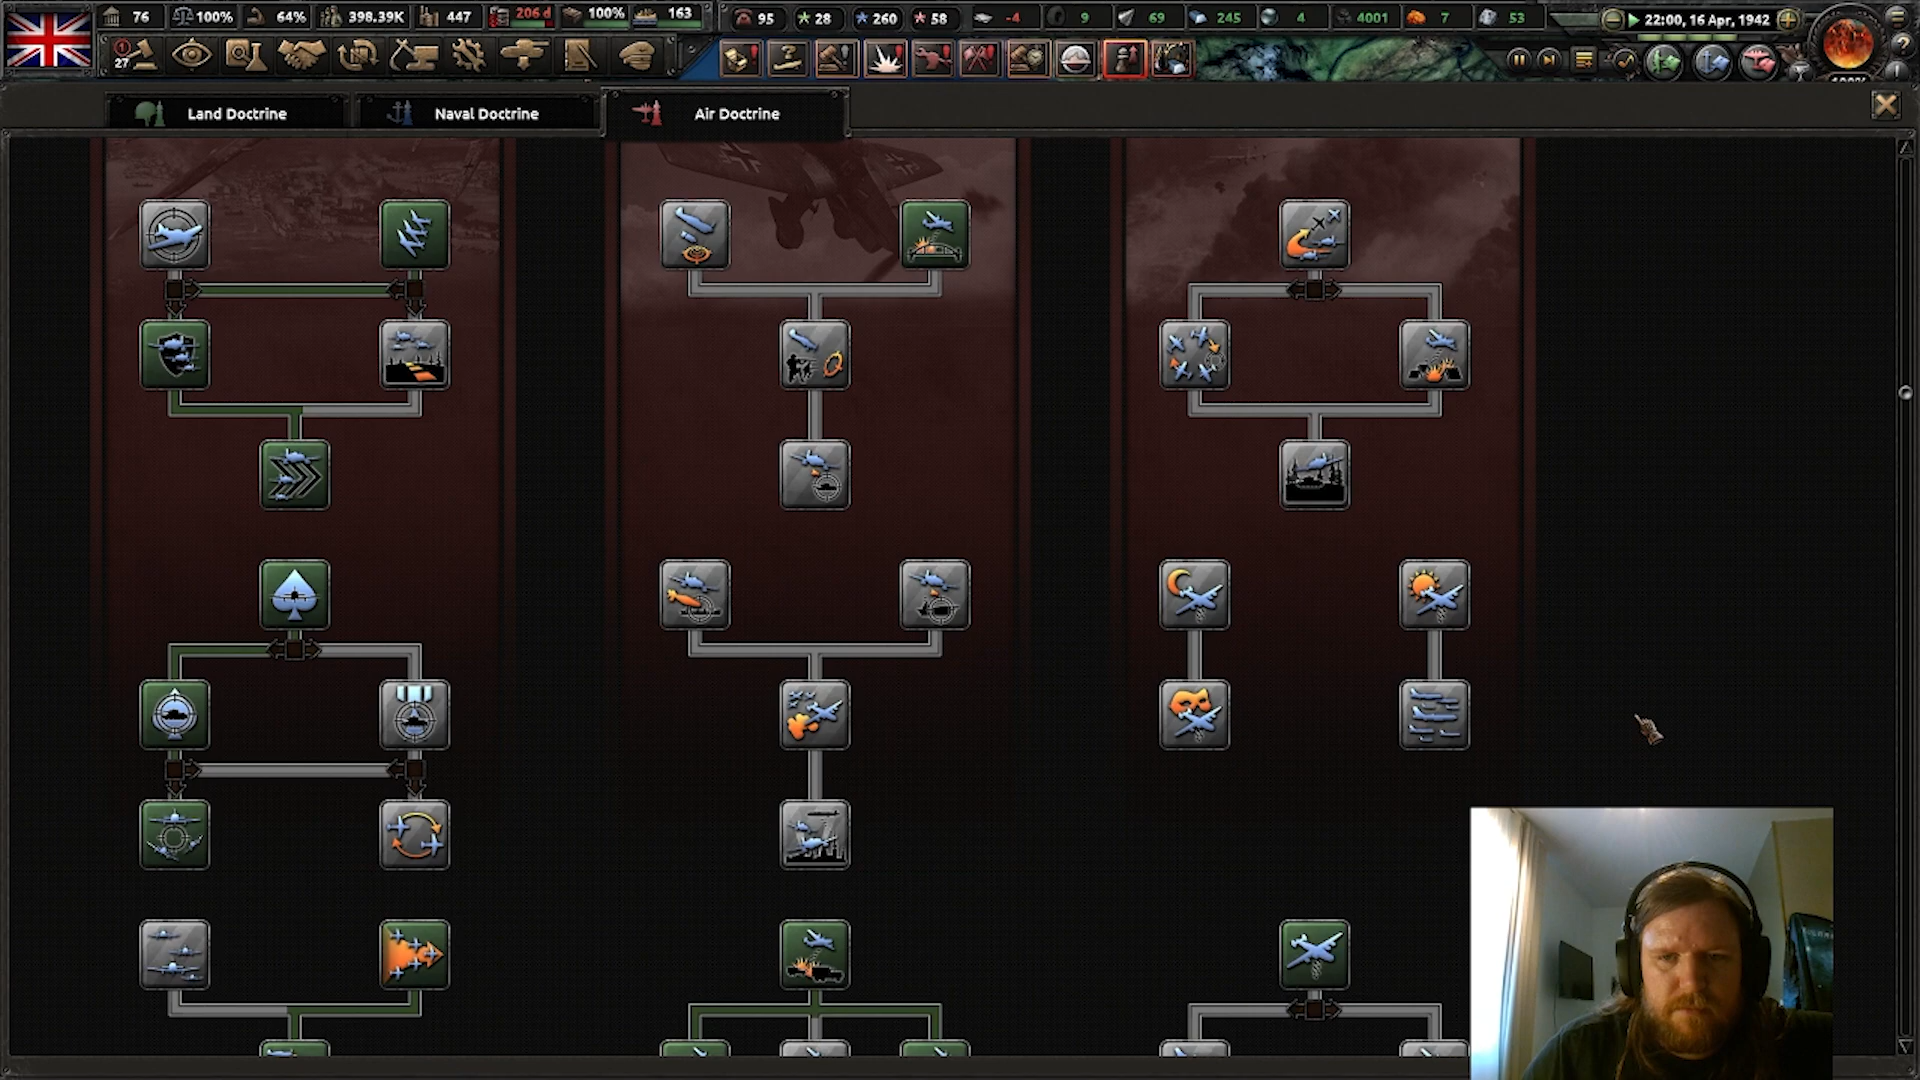 76 100% 64% 398.39K 447 206 d 100% 163 95 28 260 58 -4 9 69 245 4 4001 7 53 22:00, 16 Apr, 1942
1
27
Land Doctrine Naval Doctrine Air Doctrine